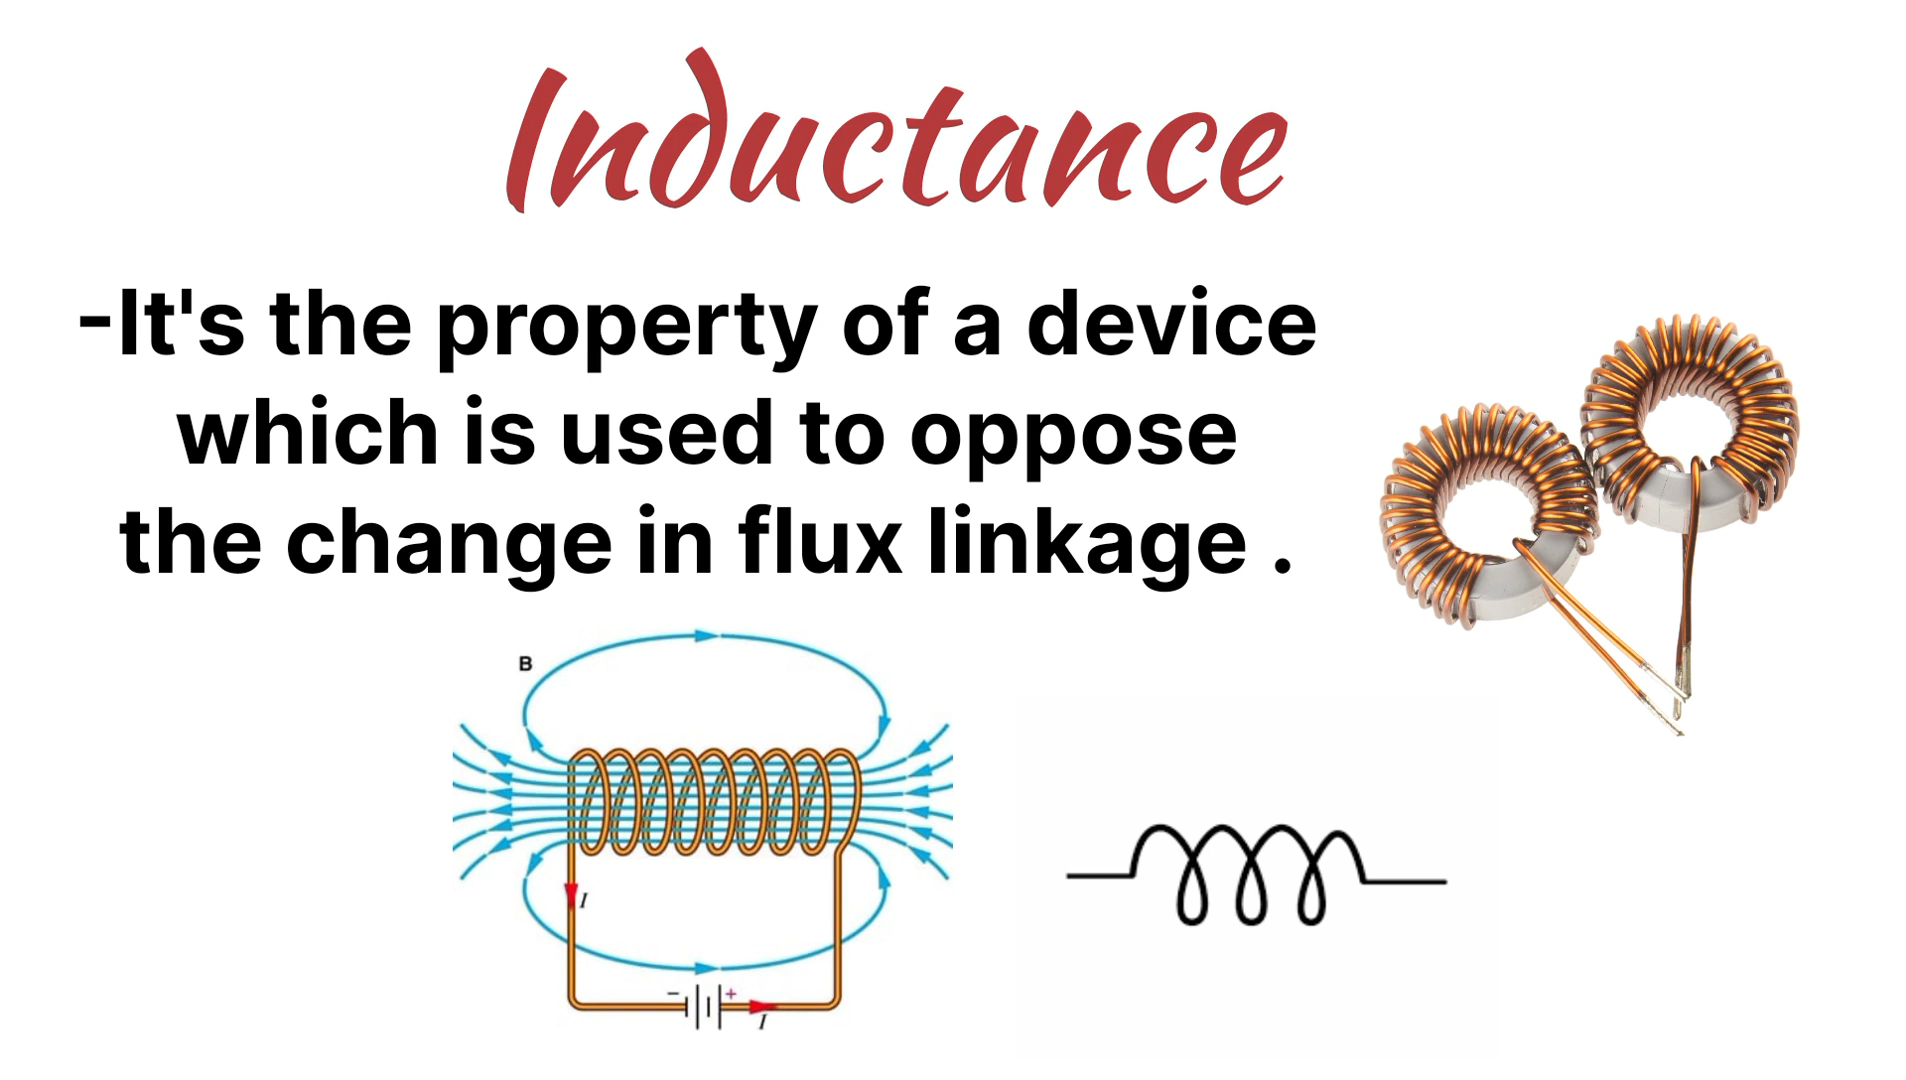 Inductance
-It's the property of a device
which is used to oppose
the change in flux linkage .
B
I
- +
I